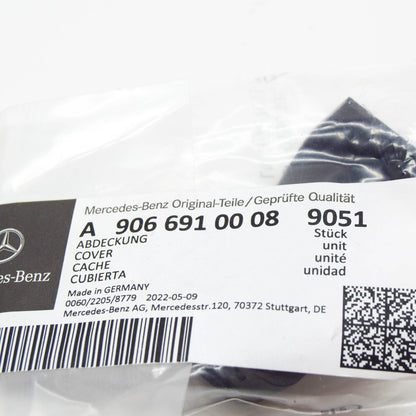 Mercedes-Benz Original-Teile/Geprüfte Qualität
A 906 691 00 08 9051
ABDECKUNG
COVER
CACHE
CUBIERTA
Stück
unit
unité
unidad
Made in GERMANY
0060/2205/8779 2022-05-09
Mercedes-Benz AG, Mercedesstr.120, 70372 Stuttgart, DE
des-Benz